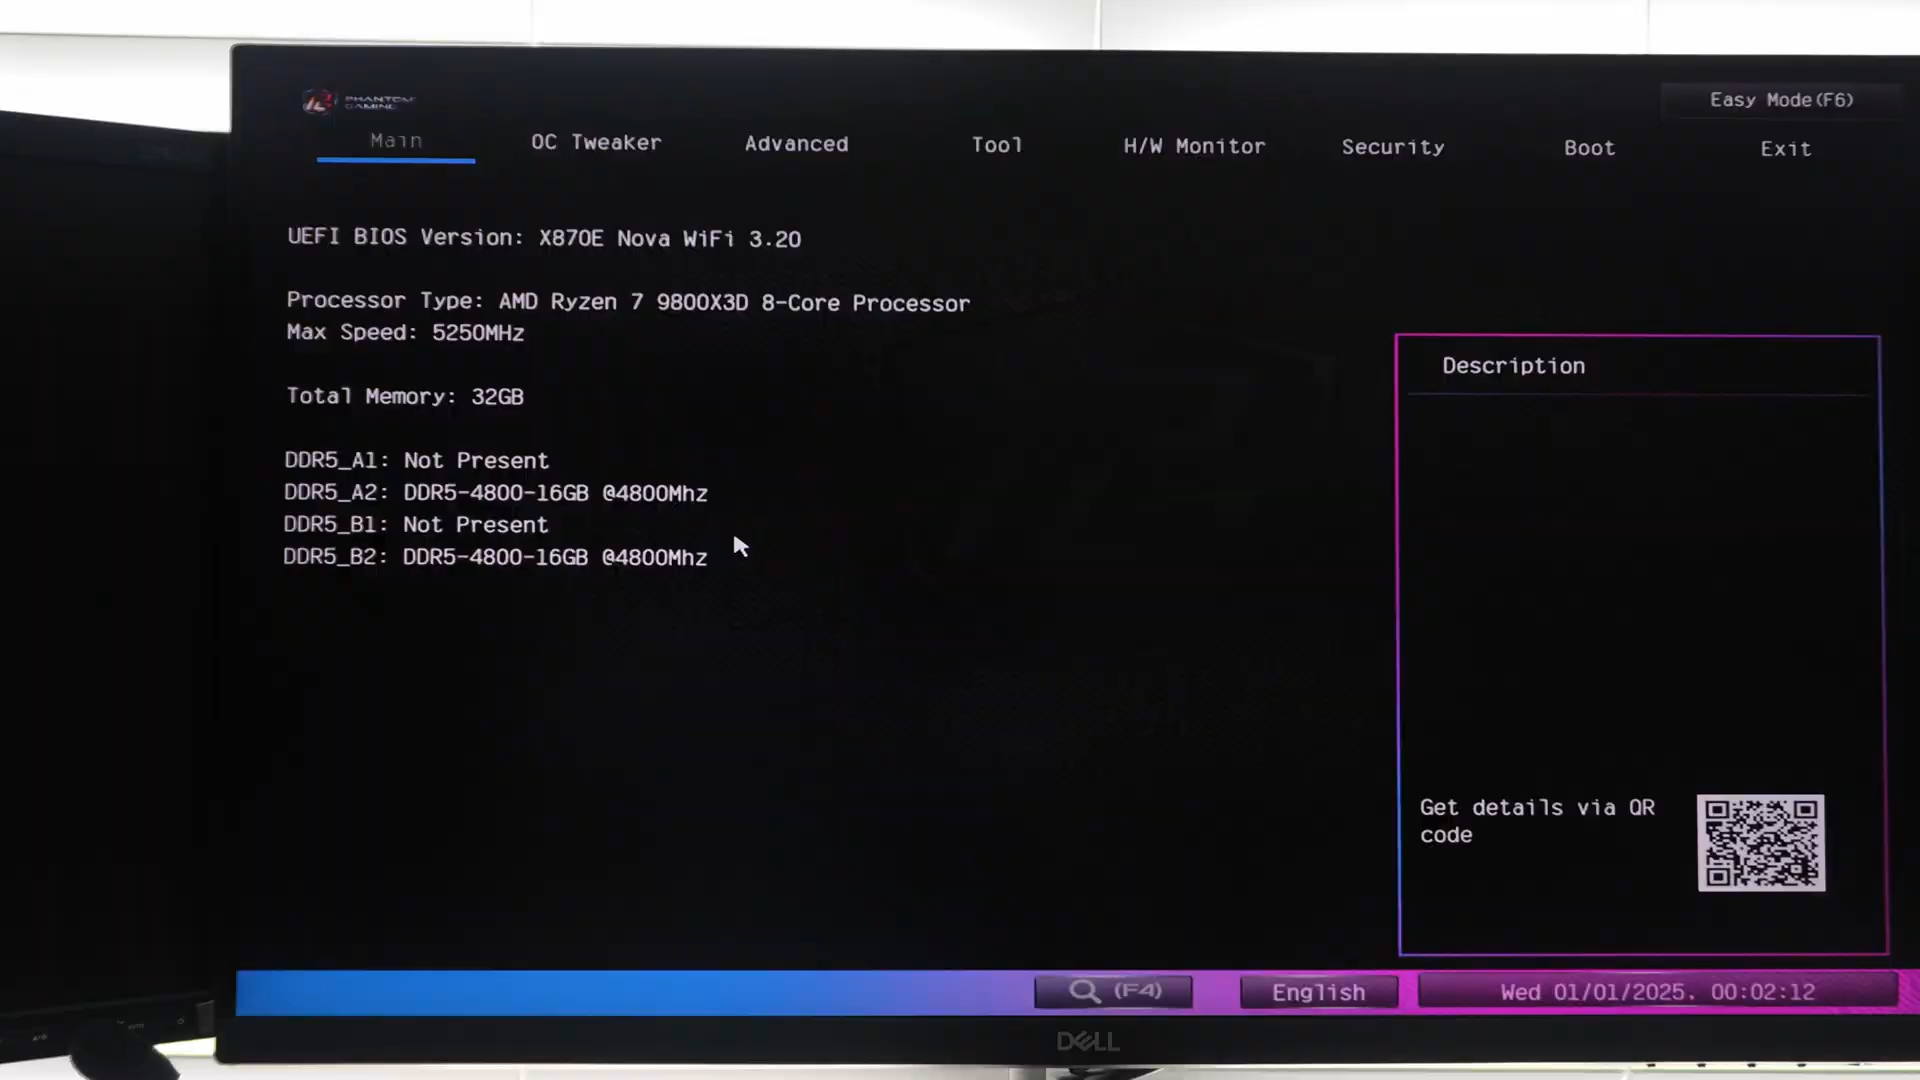 PHANTOM
GAMING
Easy Mode(F6)
Main
OC Tweaker
Advanced
Tool
H/W Monitor
Security
Boot
Exit
UEFI BIOS Version: X870E Nova WiFi 3.20
Processor Type: AMD Ryzen 7 9800X3D 8-Core Processor
Max Speed: 5250MHz
Total Memory: 32GB
DDR5_A1: Not Present
DDR5_A2: DDR5-4800-16GB @4800Mhz
DDR5_B1: Not Present
DDR5_B2: DDR5-4800-16GB @4800Mhz
Description
Get details via QR
code
(F4)
English
Wed 01/01/2025. 00:02:12
DELL